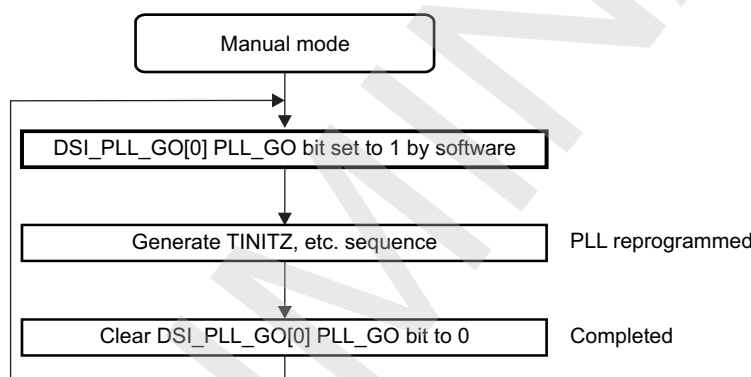 Manual mode
DSI_PLL_GO[0] PLL_GO bit set to 1 by software
Generate TINITZ, etc. sequence
PLL reprogrammed
Clear DSI_PLL_GO[0] PLL_GO bit to 0
Completed